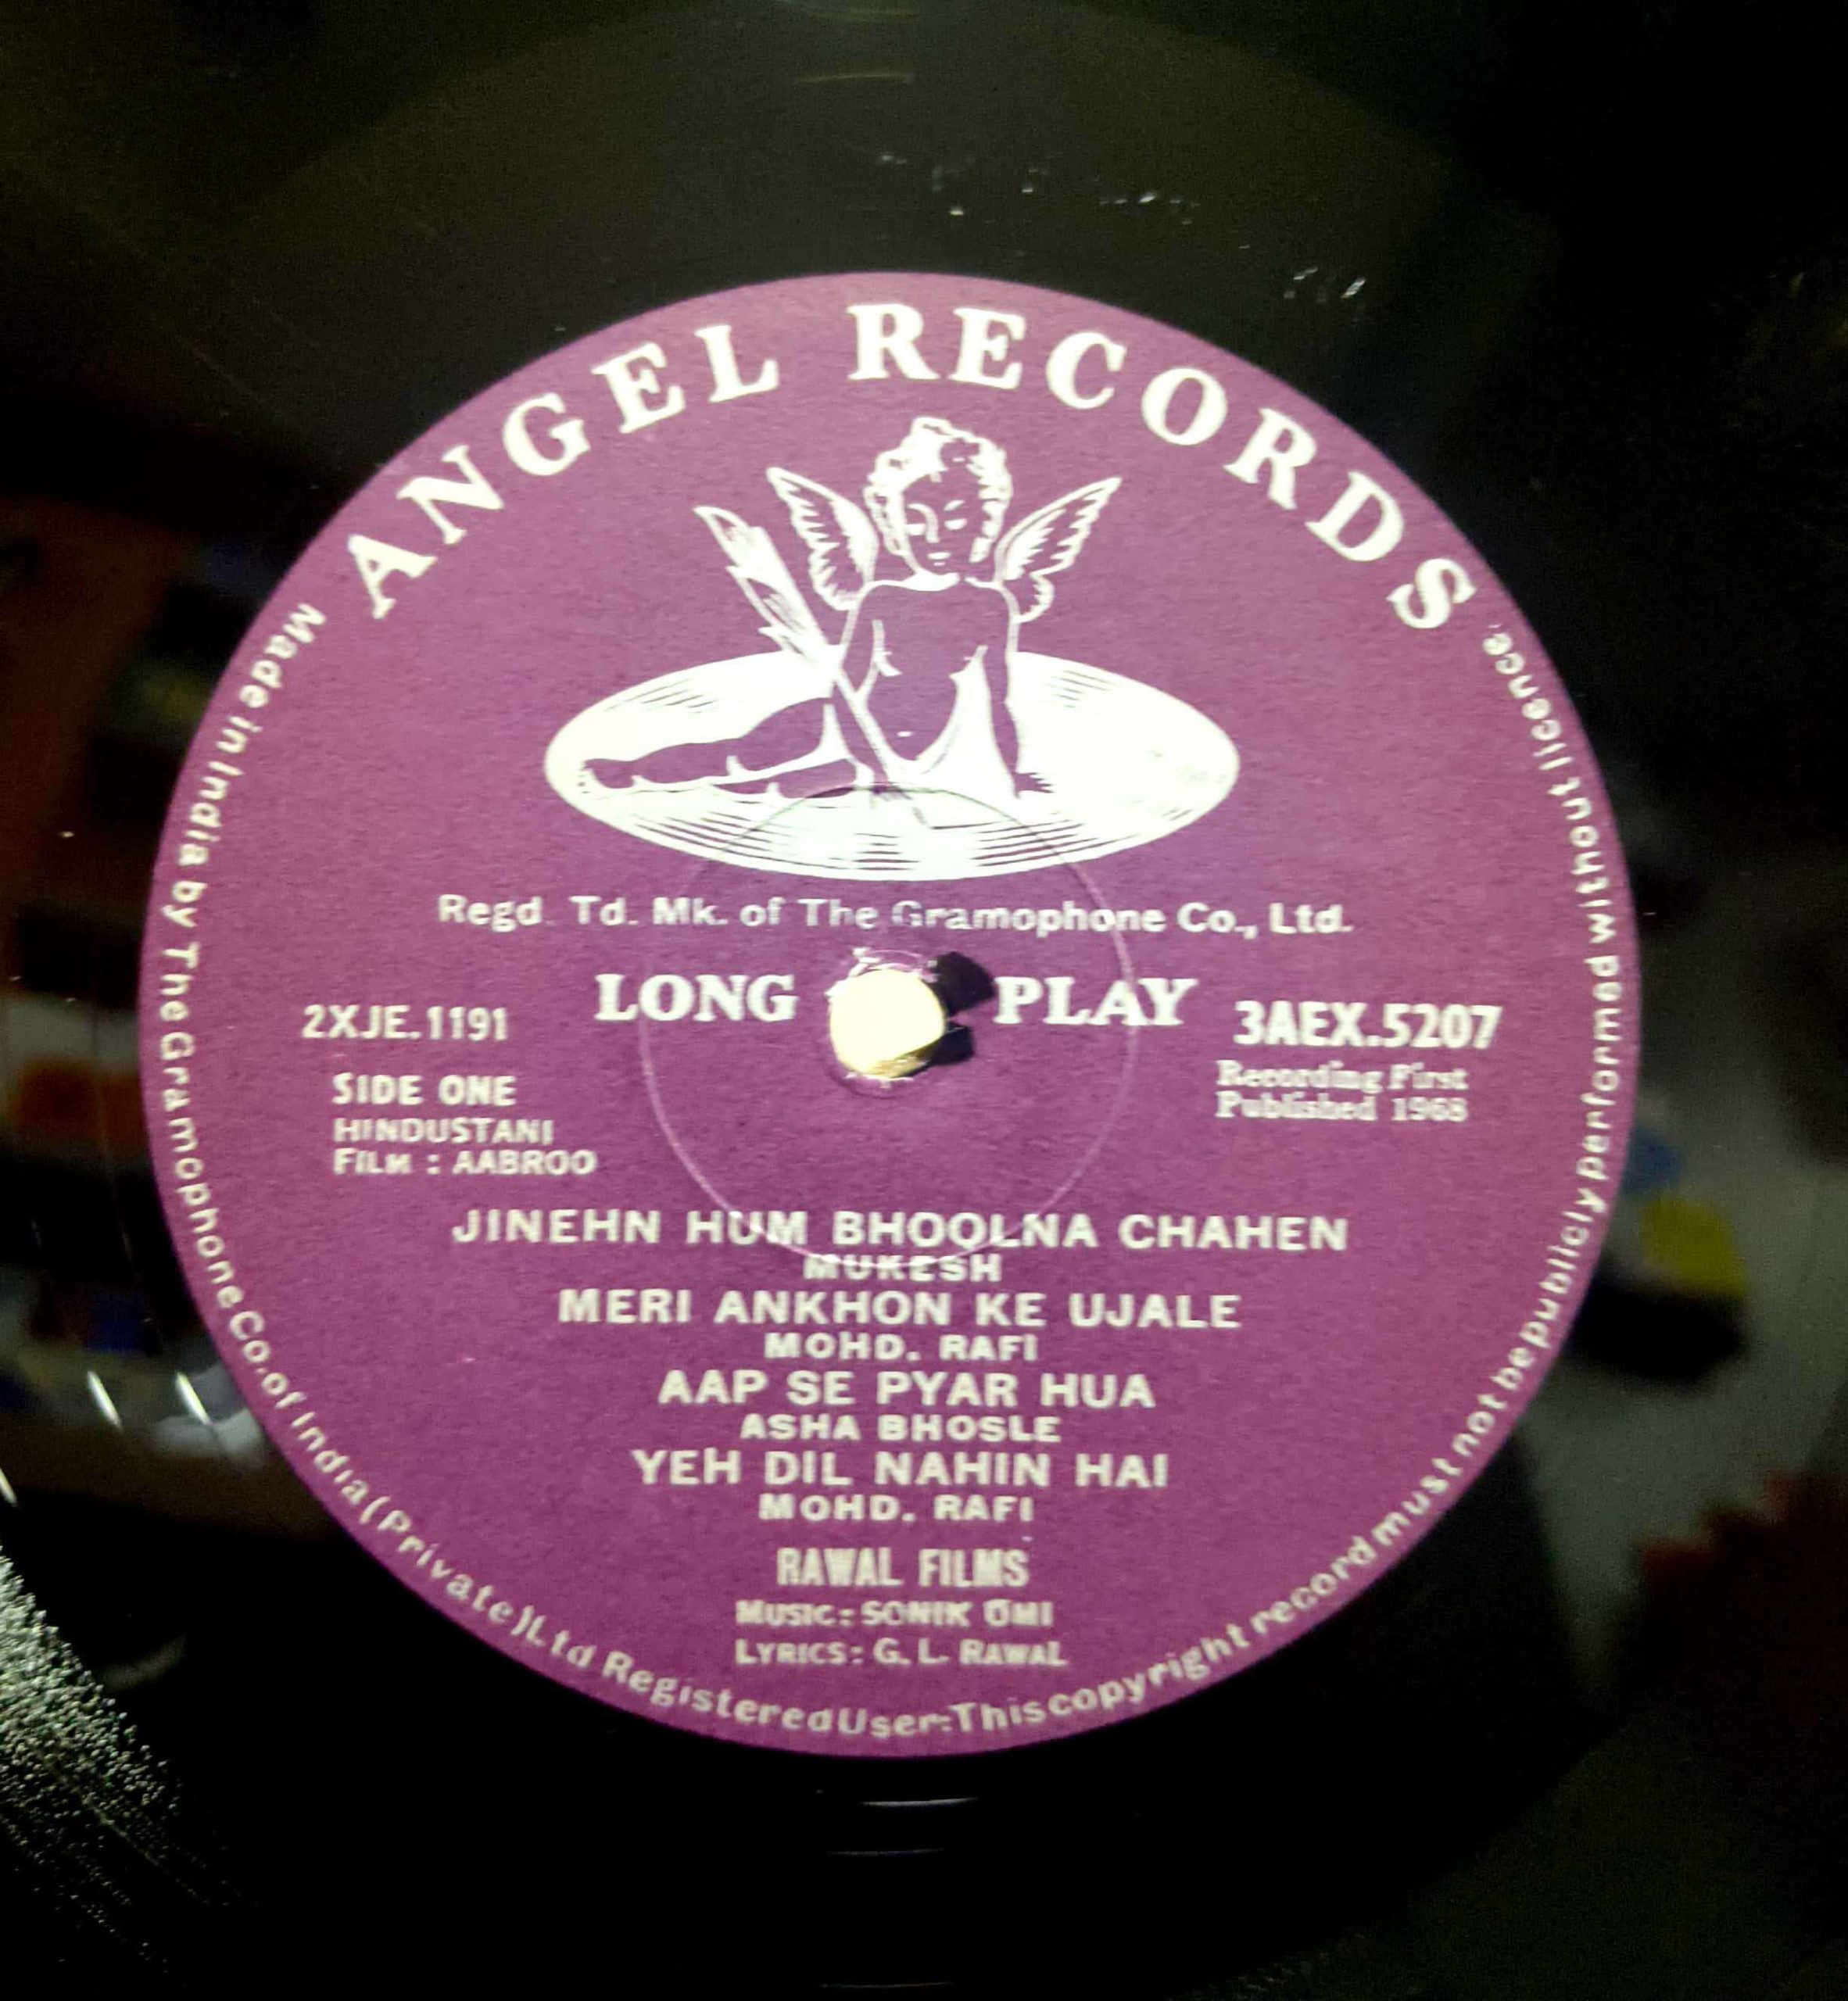 ANGEL RECORDS
Regd. Td. Mk. of The Gramophone Co., Ltd.
LONG PLAY
2XJE.1191
3AEX.5207
Recording First
Published 1968
SIDE ONE
HINDUSTANI
FILM : AABROO
JINEHN HUM BHOOLNA CHAHEN
MUKESH
MERI ANKHON KE UJALE
MOHD. RAFI
AAP SE PYAR HUA
ASHA BHOSLE
YEH DIL NAHIN HAI
MOHD. RAFI
RAWAL FILMS
MUSIC: SONIK OMI
LYRICS: G. L. RAWAL
Made in India by The Gramophone Co. of India (Private) Ltd Registered User:-This copyright record must not be publicly performed without licence.